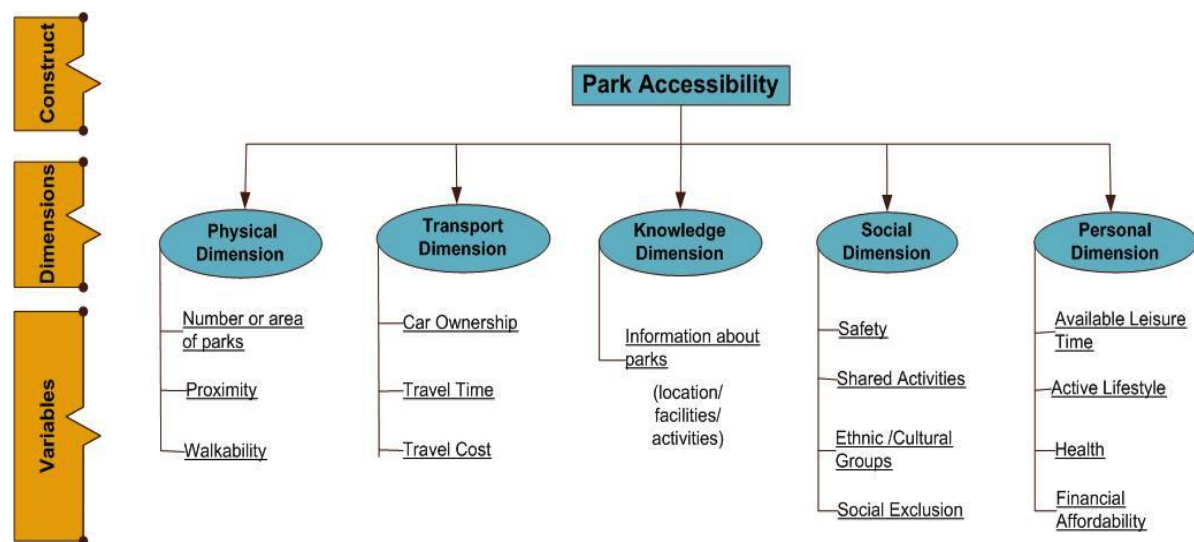 Construct
Park Accessibility
Dimensions
Physical
Dimension
Transport
Dimension
Knowledge
Dimension
Social
Dimension
Personal
Dimension
Variables
Number or area
of parks
Proximity
Walkability
Car Ownership
Travel Time
Travel Cost
Information about
parks
(location/
facilities/
activities)
Safety
Shared Activities
Ethnic /Cultural
Groups
Social Exclusion
Available Leisure
Time
Active Lifestyle
Health
Financial
Affordability